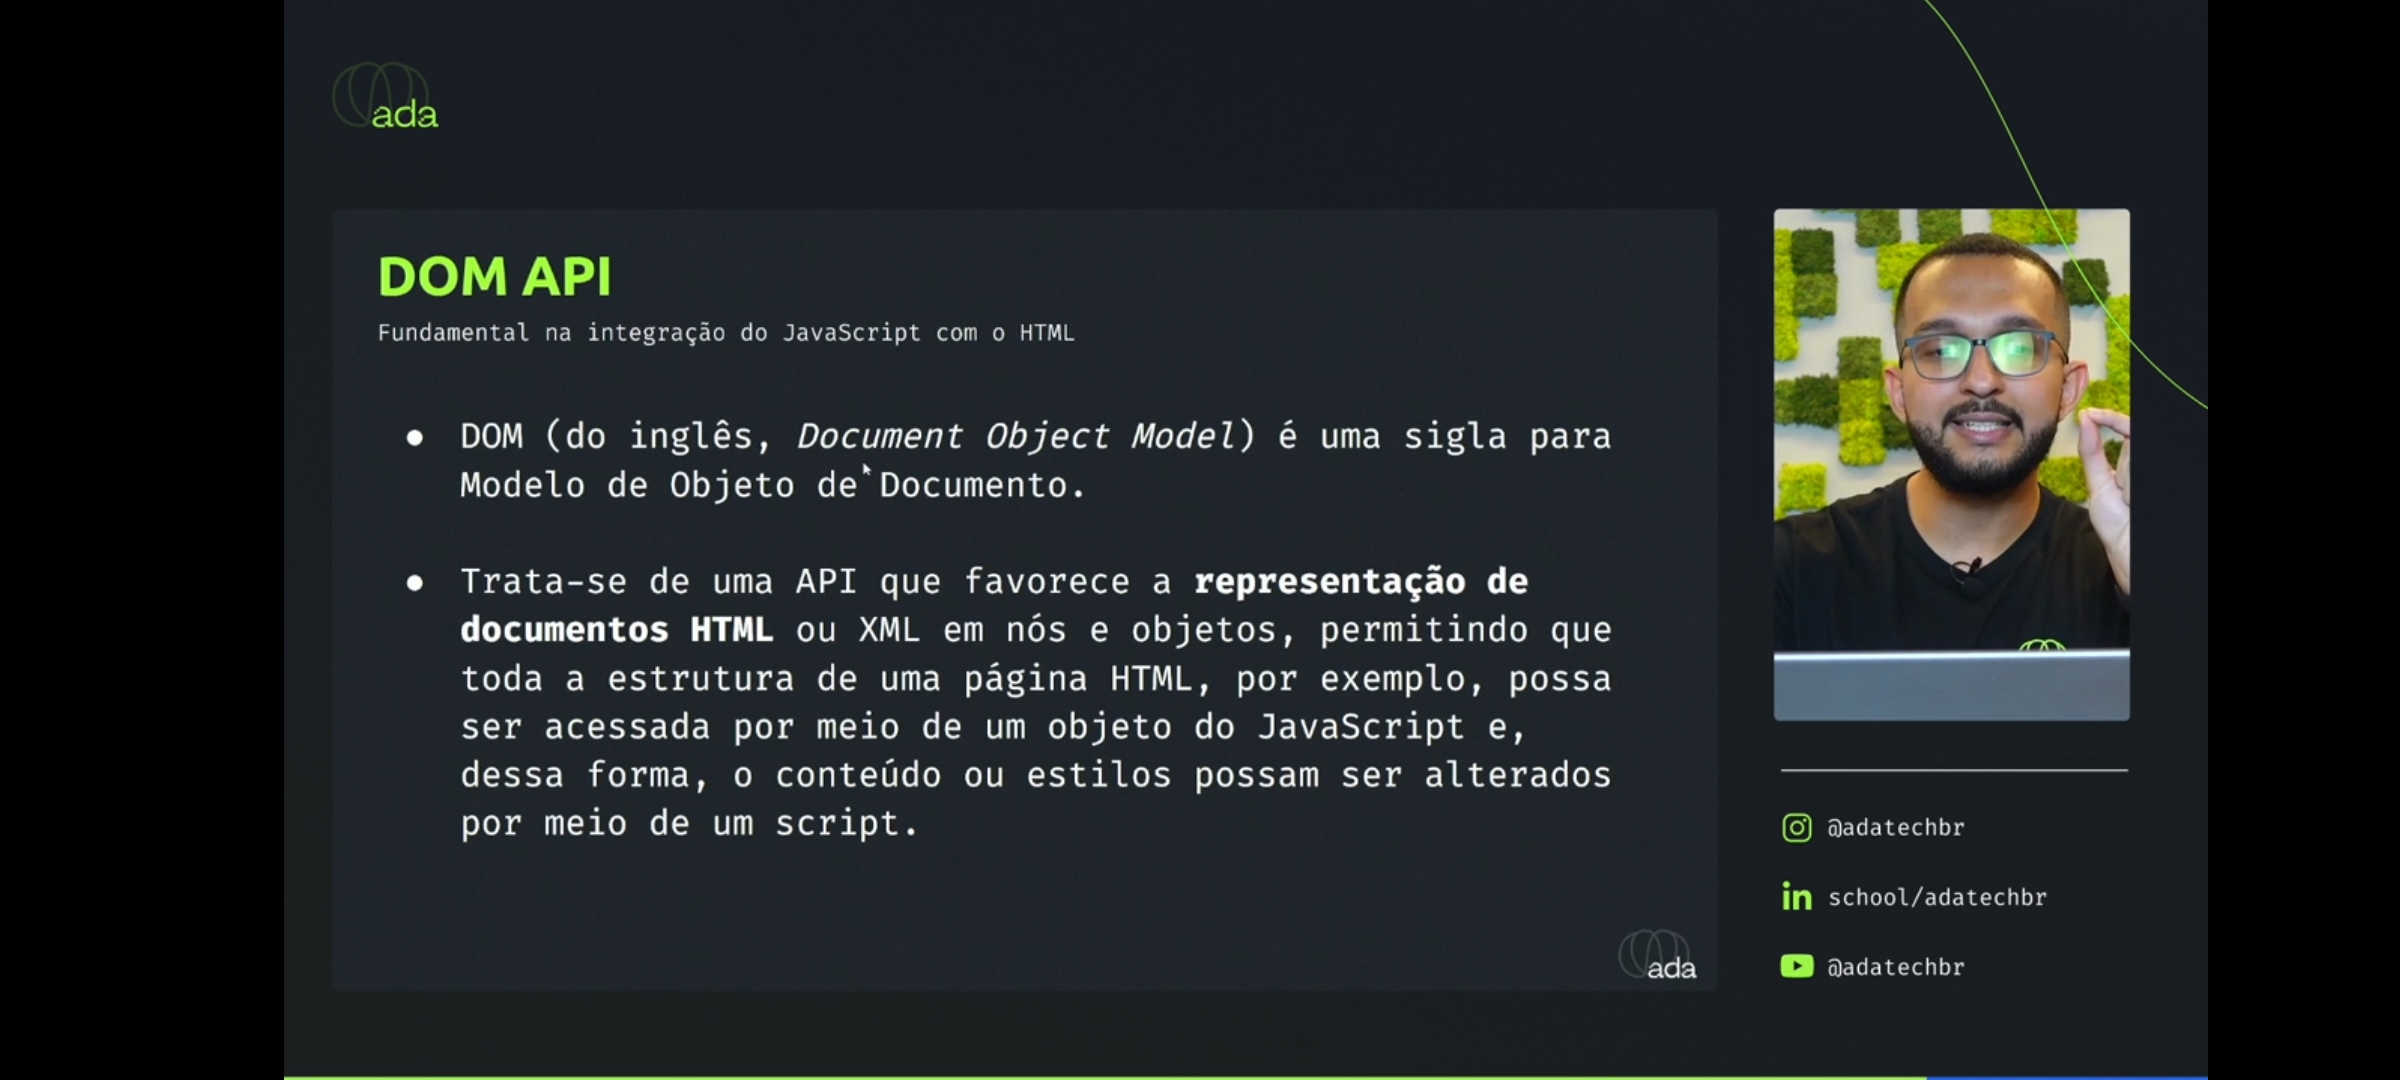 ada
DOM API
Fundamental na integração do JavaScript com o HTML
● DOM (do inglês, Document Object Model) é uma sigla para
Modelo de Objeto de Documento.
● Trata-se de uma API que favorece a representação de
documentos HTML ou XML em nós e objetos, permitindo que
toda a estrutura de uma página HTML, por exemplo, possa
ser acessada por meio de um objeto do JavaScript e,
dessa forma, o conteúdo ou estilos possam ser alterados
por meio de um script.
ada
@adatechbr
in school/adatechbr
@adatechbr